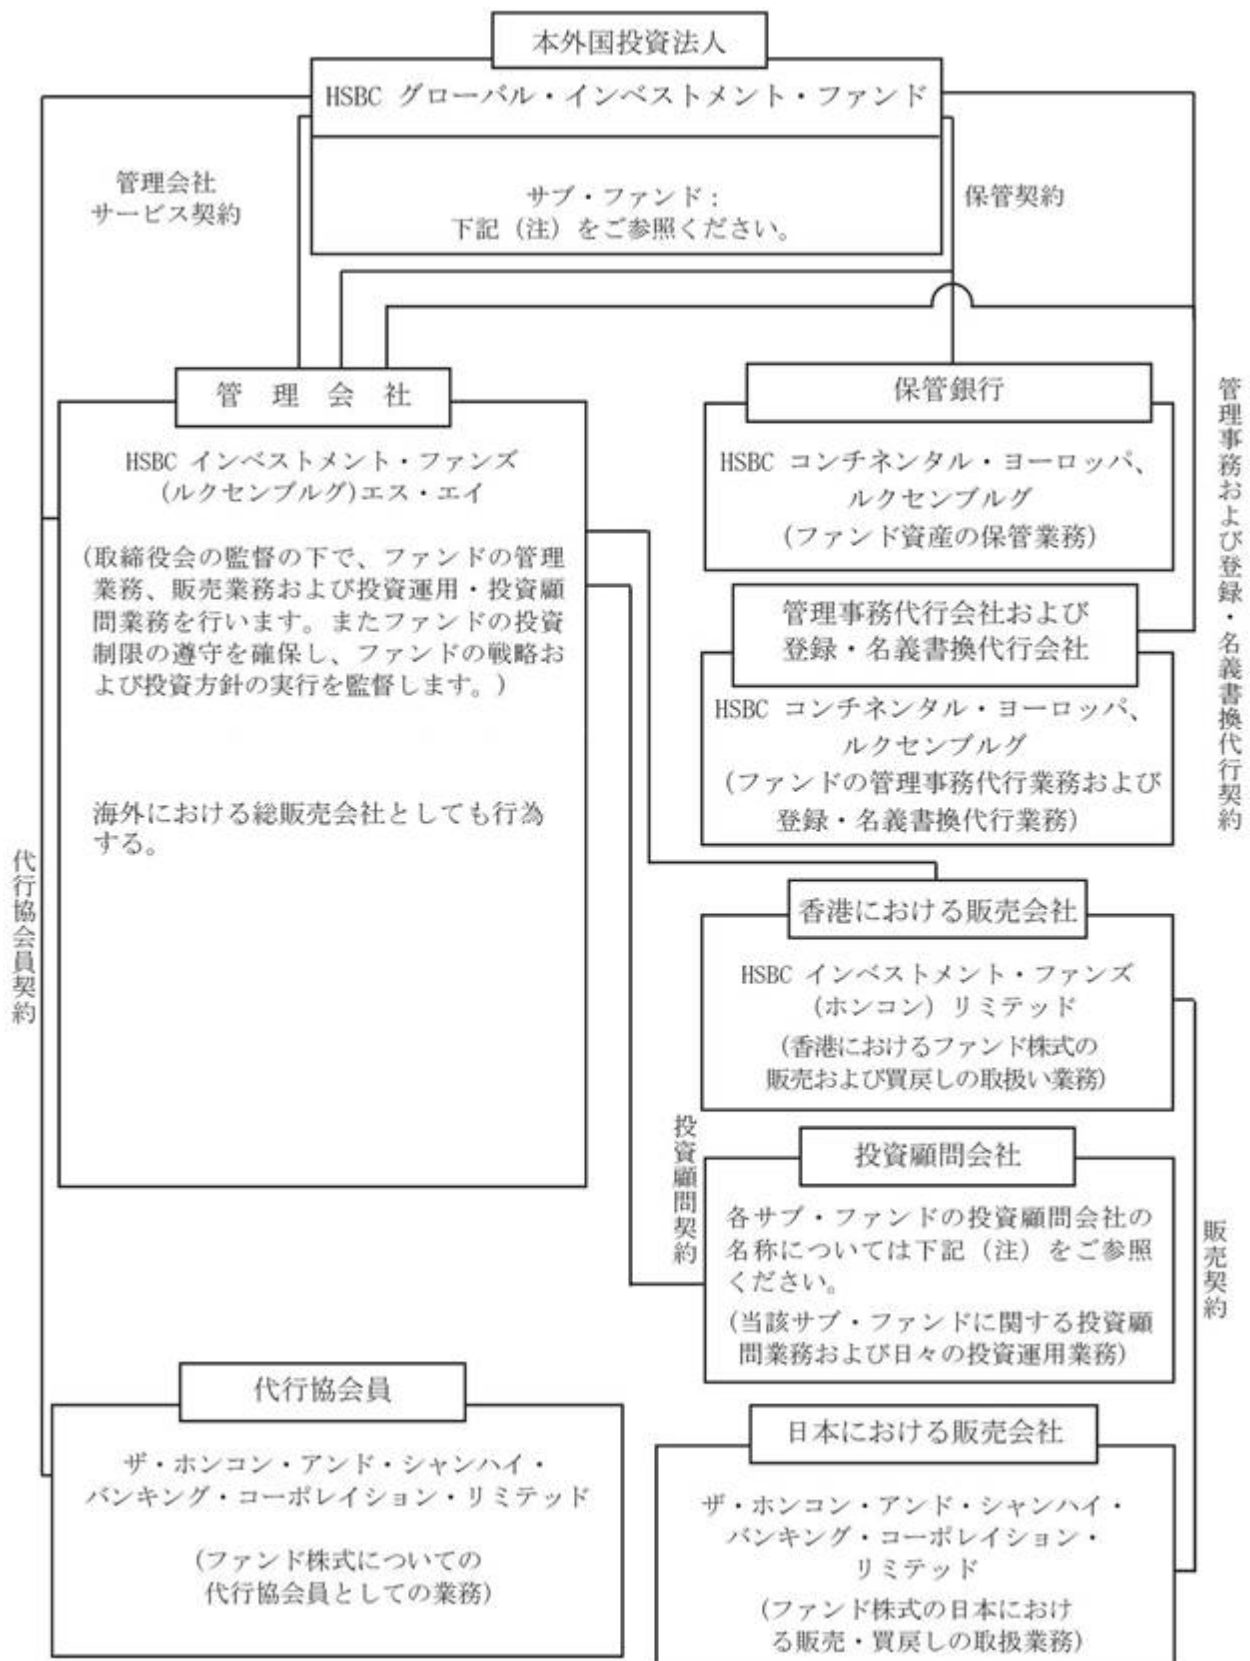 本外国投資法人
HSBC グローバル・インベストメント・ファンド
サブ・ファンド:
下記（注）をご参照ください。
管理会社
サービス契約
保管契約
管　理　会　社
HSBC インベストメント・ファンズ
(ルクセンブルグ)エス・エイ
(取締役会の監督の下で、ファンドの管理
業務、販売業務および投資運用・投資顧
問業務を行います。またファンドの投資
制限の遵守を確保し、ファンドの戦略お
よび投資方針の実行を監督します。)
海外における総販売会社としても行為
する。
保管銀行
HSBC コンチネンタル・ヨーロッパ、
ルクセンブルグ
(ファンド資産の保管業務)
管理事務代行会社および
登録・名義書換代行会社
HSBC コンチネンタル・ヨーロッパ、
ルクセンブルグ
(ファンドの管理事務代行業務および
登録・名義書換代行業務)
管理事務および登録・名義書換代行契約
代行協会員契約
香港における販売会社
HSBC インベストメント・ファンズ
(ホンコン) リミテッド
(香港におけるファンド株式の
販売および買戻しの取扱い業務)
投資顧問契約
投資顧問会社
各サブ・ファンドの投資顧問会社の
名称については下記（注）をご参照
ください。
(当該サブ・ファンドに関する投資顧
問業務および日々の投資運用業務)
販売契約
代行協会員
ザ・ホンコン・アンド・シャンハイ・
バンキング・コーポレイション・リミテッド
(ファンド株式についての
代行協会員としての業務)
日本における販売会社
ザ・ホンコン・アンド・シャンハイ・
バンキング・コーポレイション・
リミテッド
(ファンド株式の日本におけ
る販売・買戻しの取扱業務)